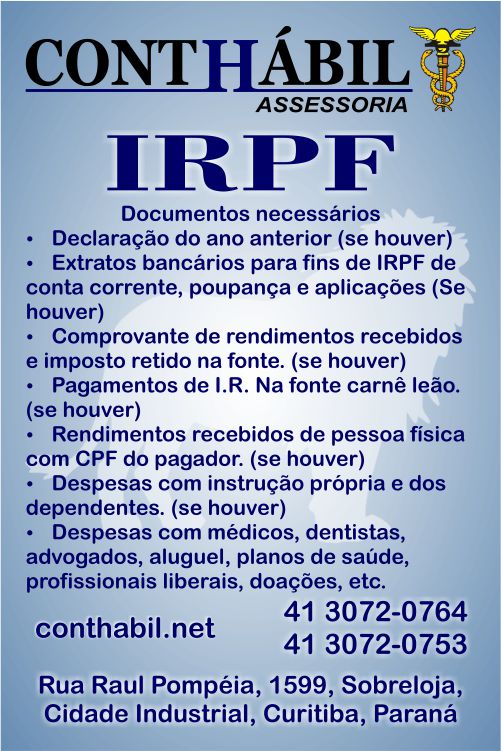 CONTHÁBIL
ASSESSORIA
IRPF
Documentos necessários
• Declaração do ano anterior (se houver)
• Extratos bancários para fins de IRPF de
conta corrente, poupança e aplicações (Se
houver)
• Comprovante de rendimentos recebidos
e imposto retido na fonte. (se houver)
• Pagamentos de I.R. Na fonte carnê leão.
(se houver)
• Rendimentos recebidos de pessoa física
com CPF do pagador. (se houver)
• Despesas com instrução própria e dos
dependentes. (se houver)
• Despesas com médicos, dentistas,
advogados, aluguel, planos de saúde,
profissionais liberais, doações, etc.
conthabil.net
41 3072-0764
41 3072-0753
Rua Raul Pompéia, 1599, Sobreloja,
Cidade Industrial, Curitiba, Paraná